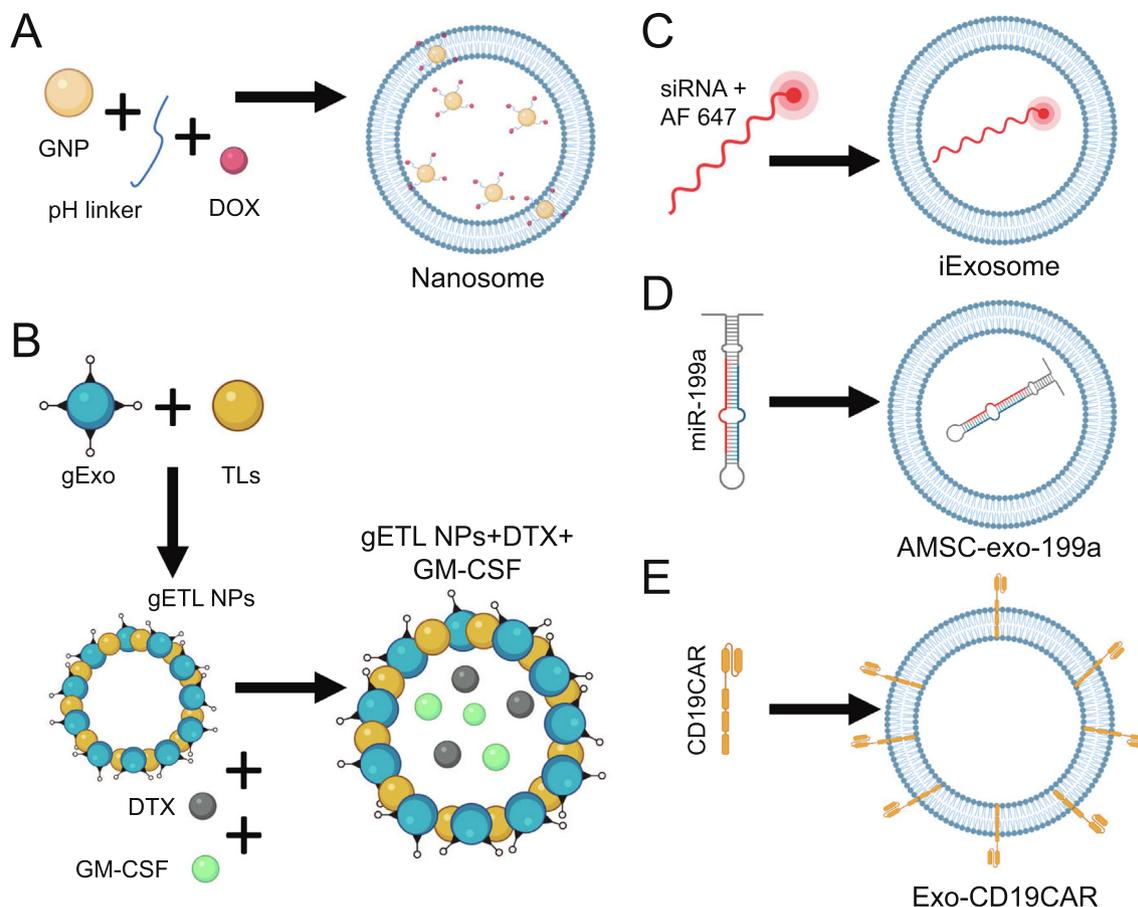 A
GNP
pH linker
DOX
Nanosome
B
gExo
TLs
gETL NPs
DTX
GM-CSF
gETL NPs+DTX+
GM-CSF
C
siRNA +
AF 647
iExosome
D
miR-199a
AMSC-exo-199a
E
CD19CAR
Exo-CD19CAR